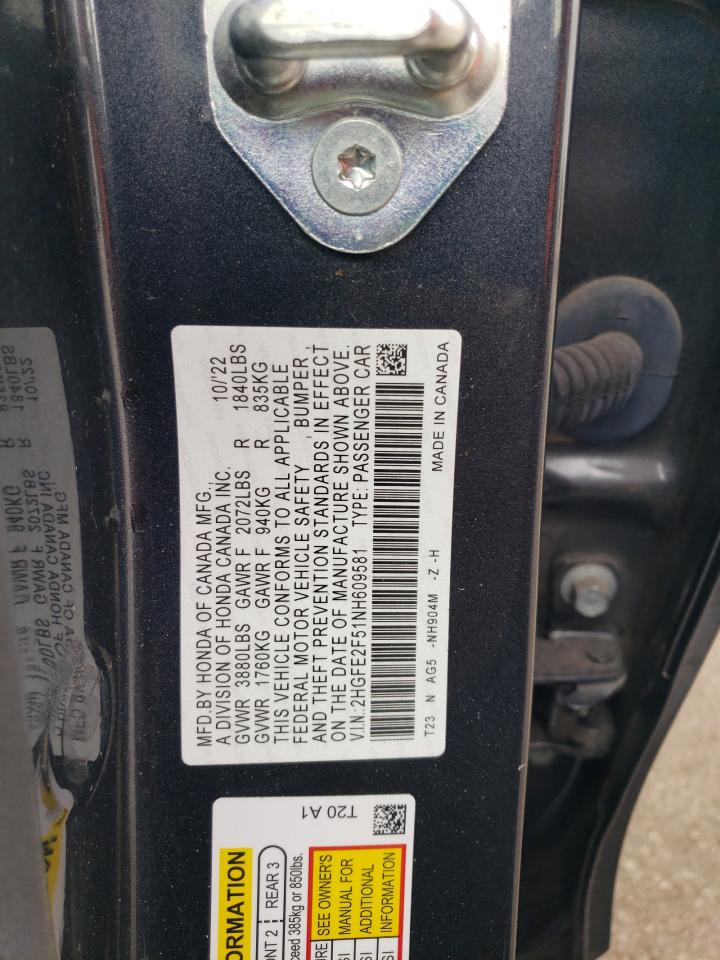 MFD.BY HONDA OF CANADA MFG.,
A DIVISION OF HONDA CANADA INC. 10/'22
GVWR 3880LBS GAWR F 2072LBS R 1840LBS
GVWR 1760KG GAWR F 940KG R 835KG
THIS VEHICLE CONFORMS TO ALL APPLICABLE
FEDERAL MOTOR VEHICLE SAFETY , BUMPER ,
AND THEFT PREVENTION STANDARDS IN EFFECT
ON THE DATE OF MANUFACTURE SHOWN ABOVE.
V.I.N.:2HGFE2F51NH609581 TYPE: PASSENGER CAR
T23 N AG5 -NH904M -Z -H
MADE IN CANADA
T20 A1
ORMATION
ONT 2 REAR 3
ceed 385kg or 850lbs.
SEE OWNER'S
MANUAL FOR
ADDITIONAL
INFORMATION